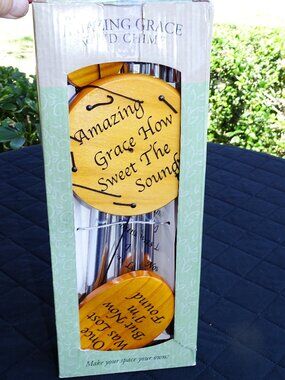 AMAZING GRACE
WIND CHIME
Amazing
Grace How
Sweet The
Sound
Once
Was Lost
But Now
I'm
Found
Make your space your own.